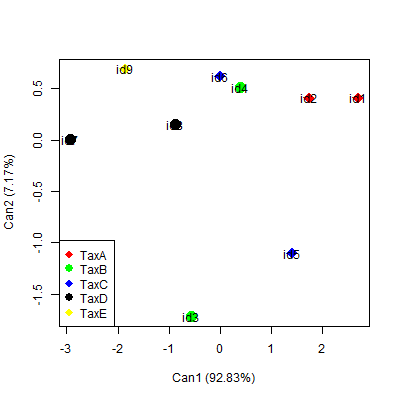 id9
id6
id4
id2
id1
id7
id5
id3
0.5
0.0
-0.5
-1.0
-1.5
Can2 (7.17%)
TaxA
TaxB
TaxC
TaxD
TaxE
-3 -2 -1 0 1 2
Can1 (92.83%)